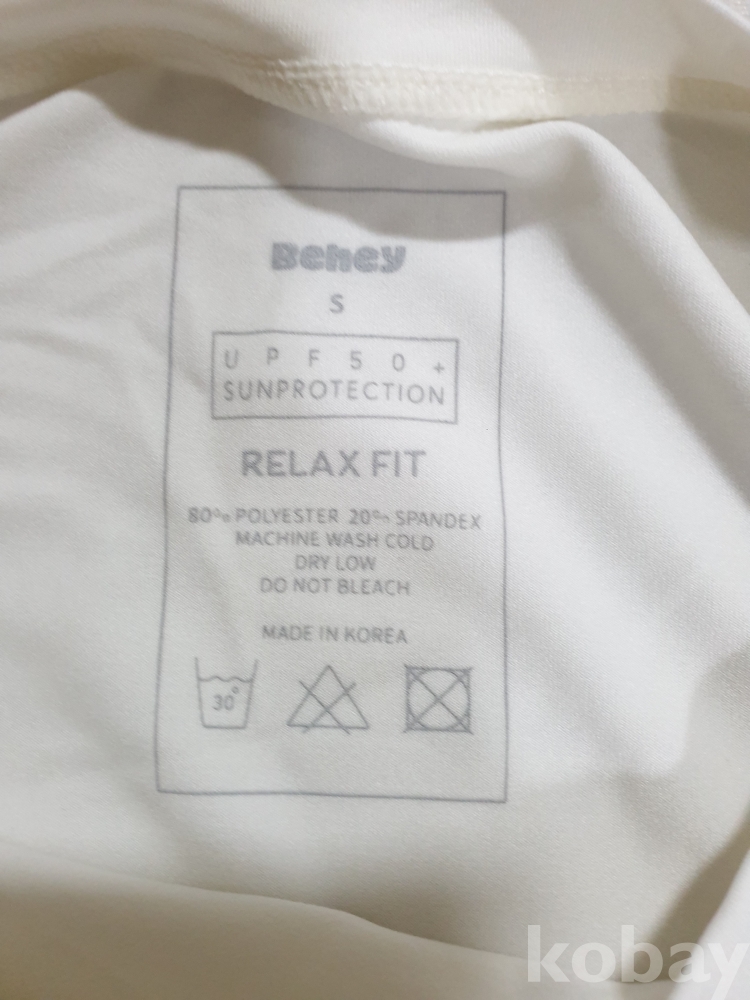 Behey
S
UPF50+
SUNPROTECTION
RELAX FIT
80% POLYESTER 20% SPANDEX
MACHINE WASH COLD
DRY LOW
DO NOT BLEACH
MADE IN KOREA
30°
kobay